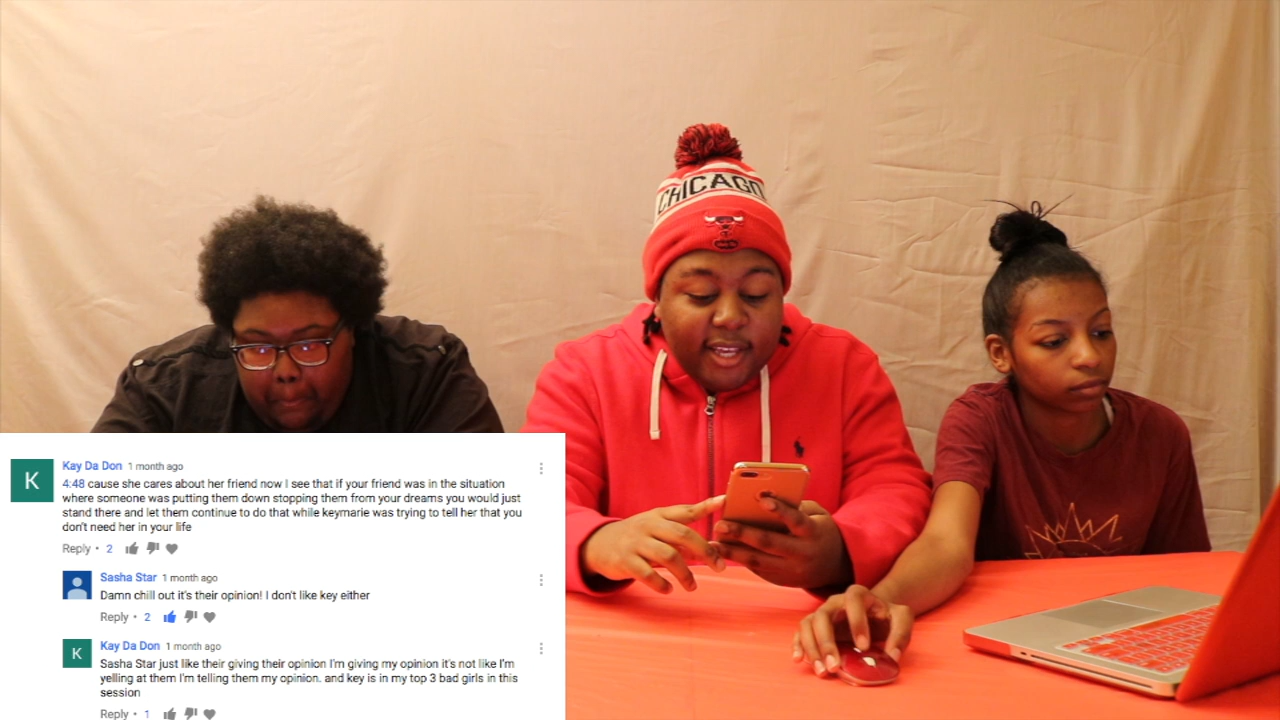 CHICAGO
K
Kay Da Don 1 month ago
4:48 cause she cares about her friend now I see that if your friend was in the situation
where someone was putting them down stopping them from your dreams you would just
stand there and let them continue to do that while keymarie was trying to tell her that you
don't need her in your life
Reply • 2
Sasha Star 1 month ago
Damn chill out it's their opinion! I don't like key either
Reply • 2
K
Kay Da Don 1 month ago
Sasha Star just like their giving their opinion I'm giving my opinion it's not like I'm
yelling at them I'm telling them my opinion. and key is in my top 3 bad girls in this
session
Reply • 1